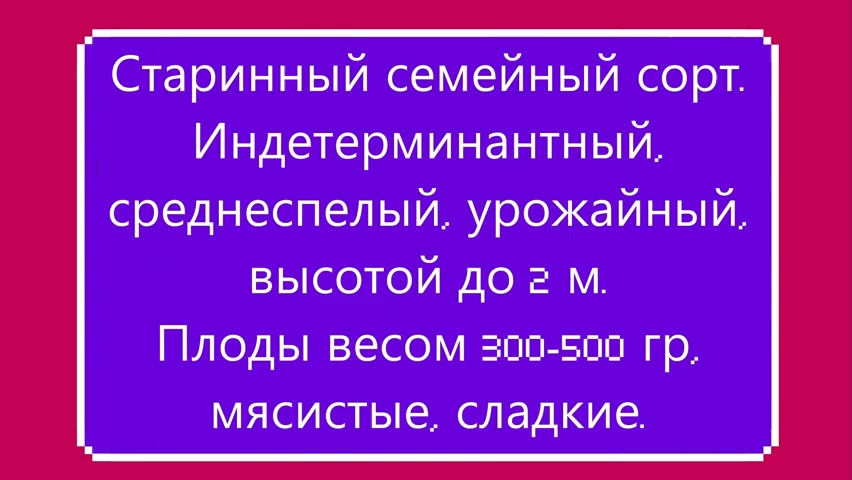 Старинный семейный сорт.
Индетерминантный,
среднеспелый, урожайный,
высотой до 2 м.
Плоды весом 300-500 гр,
мясистые, сладкие.